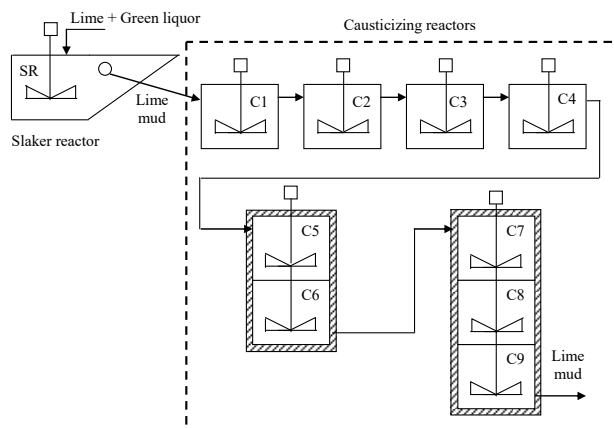 Lime + Green liquor
Causticizing reactors
SR
Lime
mud
Slaker reactor
C1
C2
C3
C4
C5
C6
C7
C8
C9
Lime
mud